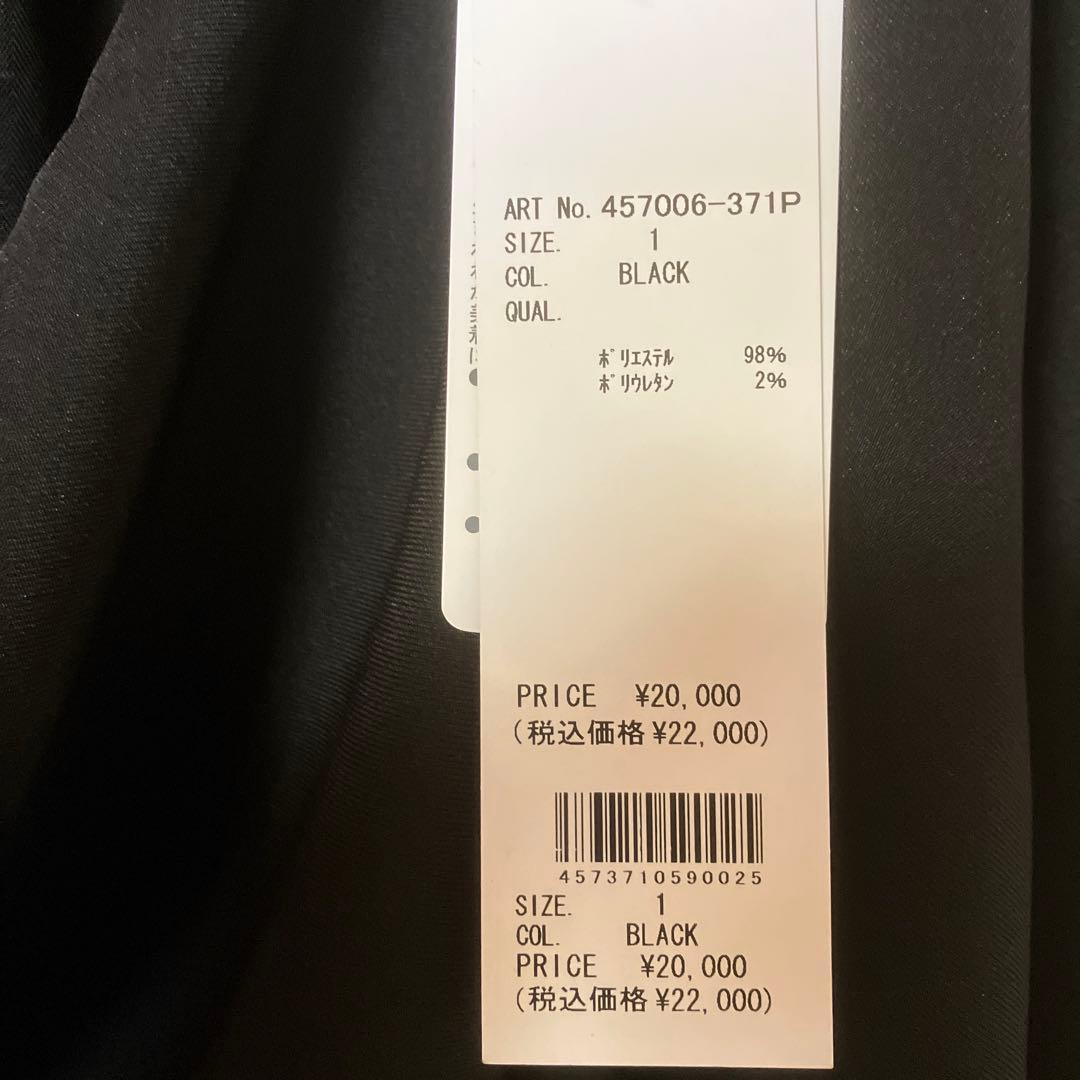 ART No. 457006-371P
SIZE. 1
COL. BLACK
QUAL.
ﾎﾟﾘｴｽﾃﾙ 98%
ﾎﾟﾘｳﾚﾀﾝ 2%
PRICE ¥20,000
(税込価格¥22,000)
4573710590025
SIZE. 1
COL. BLACK
PRICE ¥20,000
(税込価格¥22,000)